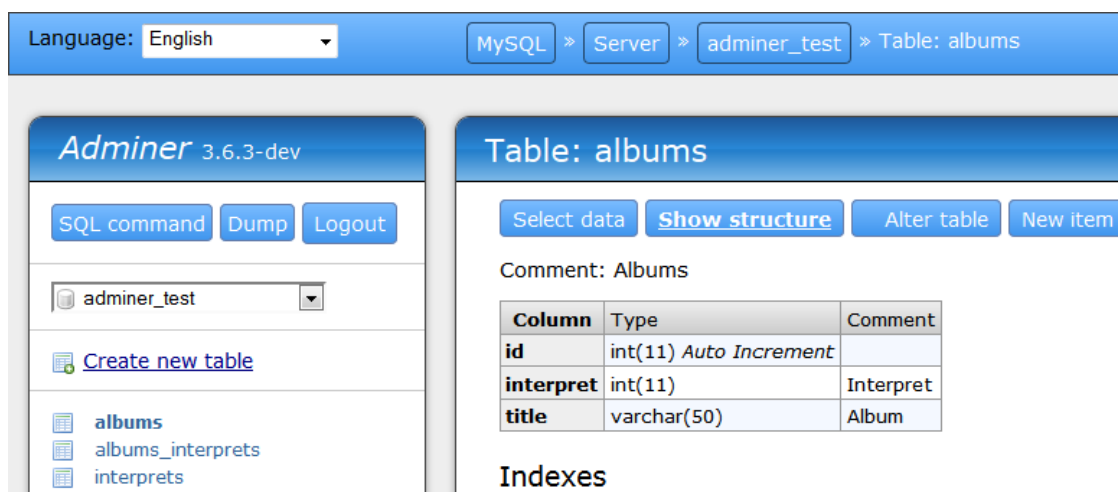 Language: English
MySQL » Server » adminer_test » Table: albums
Adminer 3.6.3-dev
SQL command Dump Logout
adminer_test
Create new table
albums
albums_interprets
interprets
Table: albums
Select data Show structure Alter table New item
Comment: Albums
Column Type Comment
id int(11) Auto Increment
interpret int(11) Interpret
title varchar(50) Album
Indexes